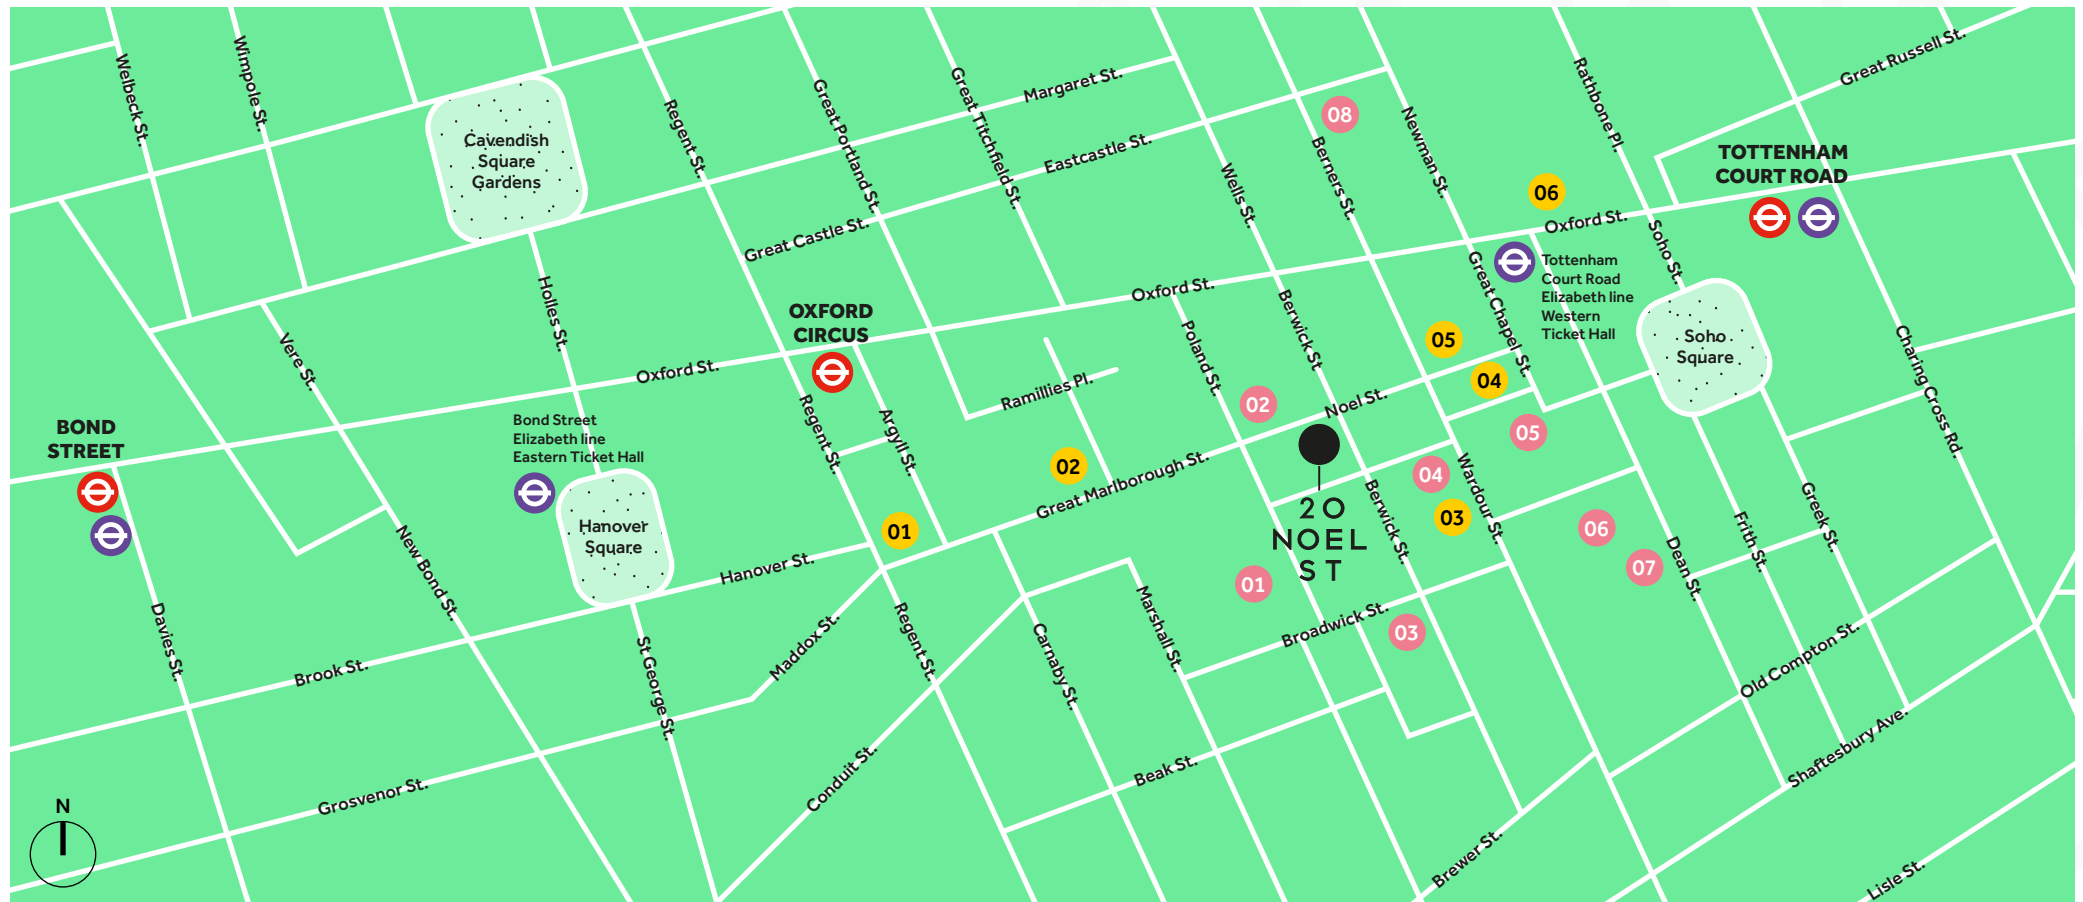 Welbeck St.
Wimpole St.
Cavendish
Square
Gardens
Regent St.
Great Portland St.
Great Titchfield St.
Margaret St.
Eastcastle St.
Great Castle St.
Wells St.
08
Berners St.
Newman St.
Rathbone Pl.
Great Russell St.
TOTTENHAM
COURT ROAD
06
Oxford St.
Soho St.
Tottenham
Court Road
Elizabeth line
Western
Ticket Hall
Great Chapel St.
Soho
Square
Charing Cross Rd.
Holles St.
Vere St.
OXFORD
CIRCUS
Oxford St.
Oxford St.
Poland St.
Berwick St.
05
04
Ramillies Pl.
Regent St.
Argyll St.
02
Noel St.
BOND
STREET
Bond Street
Elizabeth line
Eastern Ticket Hall
Hanover
Square
02
Great Marlborough St.
01
20
NOEL
ST
04
05
03
Wardour St.
Berwick St.
06
07
Dean St.
Frith St.
Greek St.
New Bond St.
Hanover St.
Davies St.
Brook St.
St George St.
Maddox St.
Regent St.
Carnaby St.
Marshall St.
01
Broadwick St.
03
Old Compton St.
Shaftesbury Ave.
Grosvenor St.
Conduit St.
Beak St.
Brewer St.
Lisle St.
N